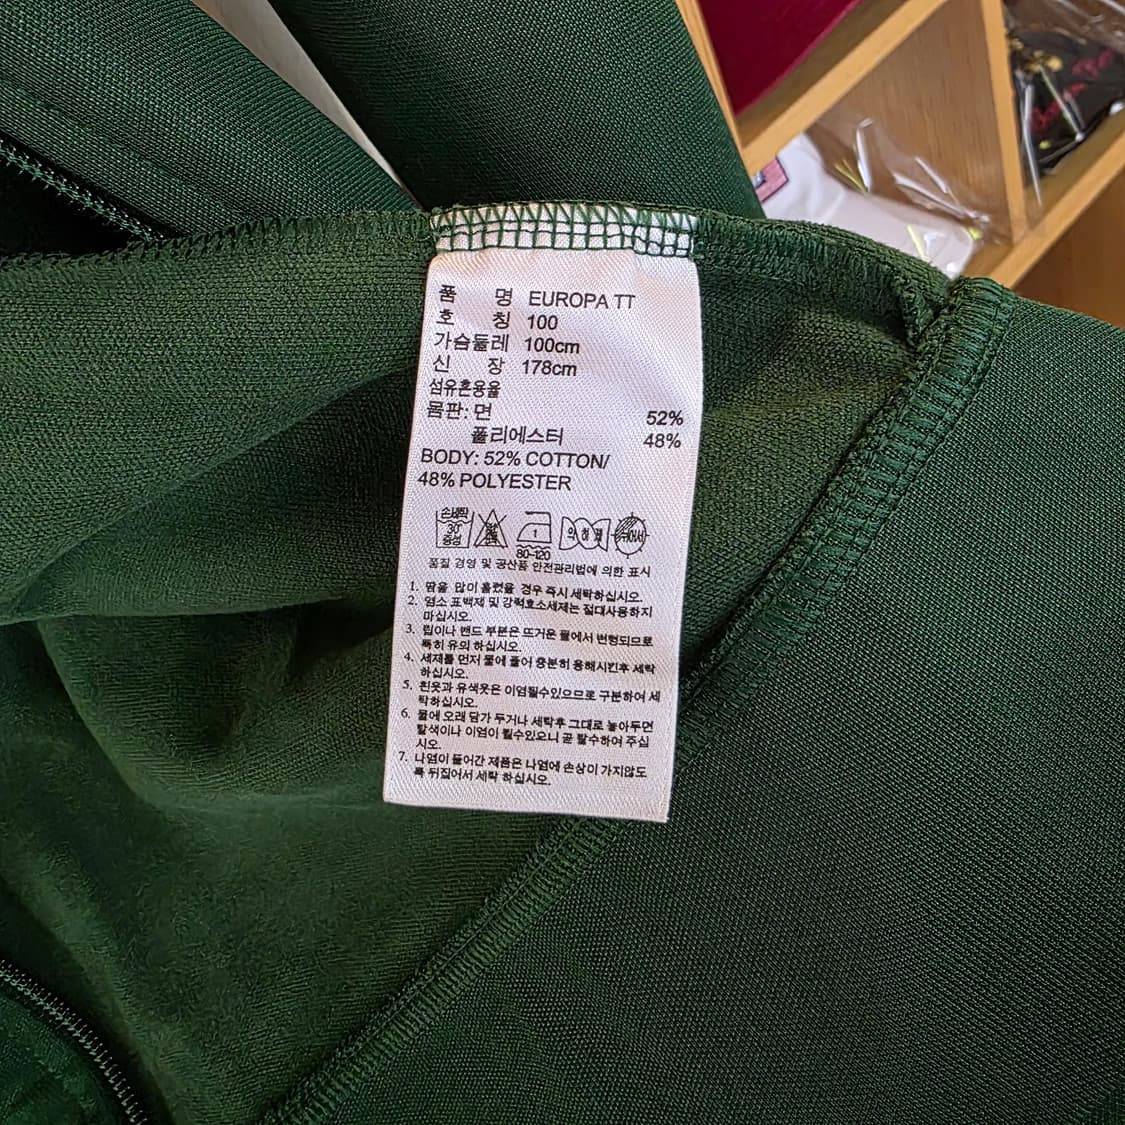 품 명 EUROPA TT
호 칭 100
가슴둘레 100cm
신 장 178cm
섬유혼용율
몸판: 면 52%
폴리에스터 48%
BODY: 52% COTTON/
48% POLYESTER
손세탁
30°
중성
1
80-120
약하게
품질 경영 및 공산품 안전관리법에 의한 표시
1. 땀을 많이 흘렸을 경우 즉시 세탁하십시오.
2. 염소 표백제 및 강력효소세제는 절대사용하지
마십시오.
3. 립이나 밴드 부분은 뜨거운 물에서 변형되므로
특히 유의 하십시오.
4. 세제를 먼저 물에 풀어 충분히 용해시킨후 세탁
하십시오.
5. 흰옷과 유색옷은 이염될수있으므로 구분하여 세
탁하십시오.
6. 물에 오래 담가 두거나 세탁후 그대로 놓아두면
탈색이나 이염이 될수있으니 곧 탈수하여 주십
시오.
7. 나염이 들어간 제품은 나염에 손상이 가지않도
록 뒤집어서 세탁 하십시오.